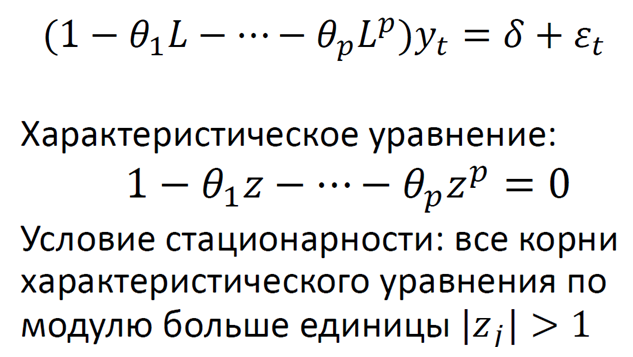 (1 − θ₁L − ⋯ − θₚLᵖ)yₜ = δ + εₜ
Характеристическое уравнение:
1 − θ₁z − ⋯ − θₚzᵖ = 0
Условие стационарности: все корни
характеристического уравнения по
модулю больше единицы |zⱼ| > 1